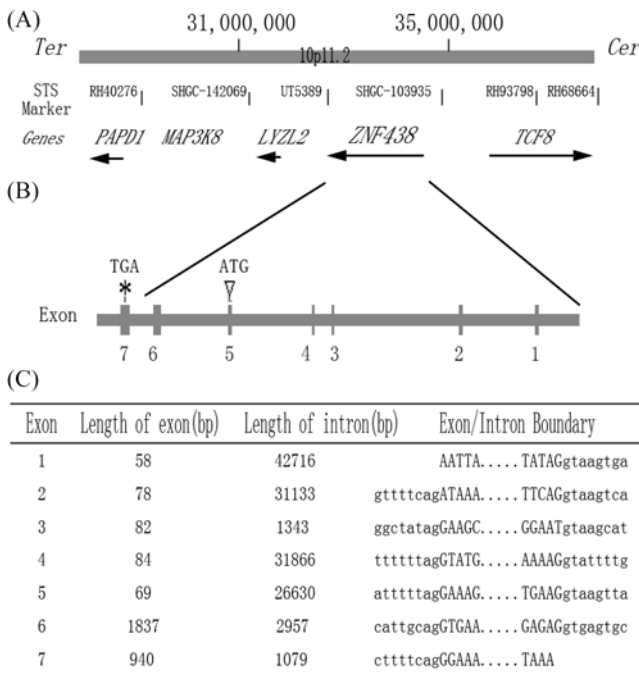 (A)
31,000,000 35,000,000
Ter 10p11.2 Cer
STS Marker RH40276 SHGC-142069 UT5389 SHGC-103935 RH93798 RH68664
Genes PAPD1 MAP3K8 LYZL2 ZNF438 TCF8
(B)
TGA ATG
*
Exon
7 6 5 4 3 2 1
(C)
Exon Length of exon(bp) Length of intron(bp) Exon/Intron Boundary
1 58 42716 AATTA.....TATAGgtaagtga
2 78 31133 gttttcagATAAA.....TTCAGgtaagtca
3 82 1343 ggctatagGAAGC.....GGAATgtaagcat
4 84 31866 ttttttagGTATG.....AAAAGgtattttg
5 69 26630 atttttagGAAAG.....TGAAGgtaagtta
6 1837 2957 cattgcagGTGAA.....GAGAGgtgagtgc
7 940 1079 cttttcagGGAAA.....TAAA